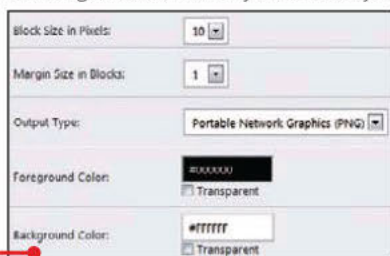 Block Size in Pixels: 10
Margin Size in Blocks: 1
Output Type: Portable Network Graphics (PNG)
Foreground Color: #000000
Transparent
Background Color: #ffffff
Transparent